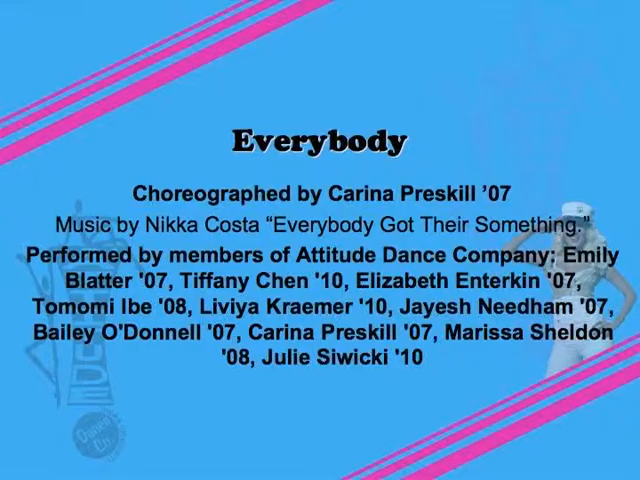 Everybody
Choreographed by Carina Preskill ’07
Music by Nikka Costa “Everybody Got Their Something.”
Performed by members of Attitude Dance Company; Emily
Blatter '07, Tiffany Chen '10, Elizabeth Enterkin '07,
Tomomi Ibe '08, Liviya Kraemer '10, Jayesh Needham '07,
Bailey O'Donnell '07, Carina Preskill '07, Marissa Sheldon
'08, Julie Siwicki '10